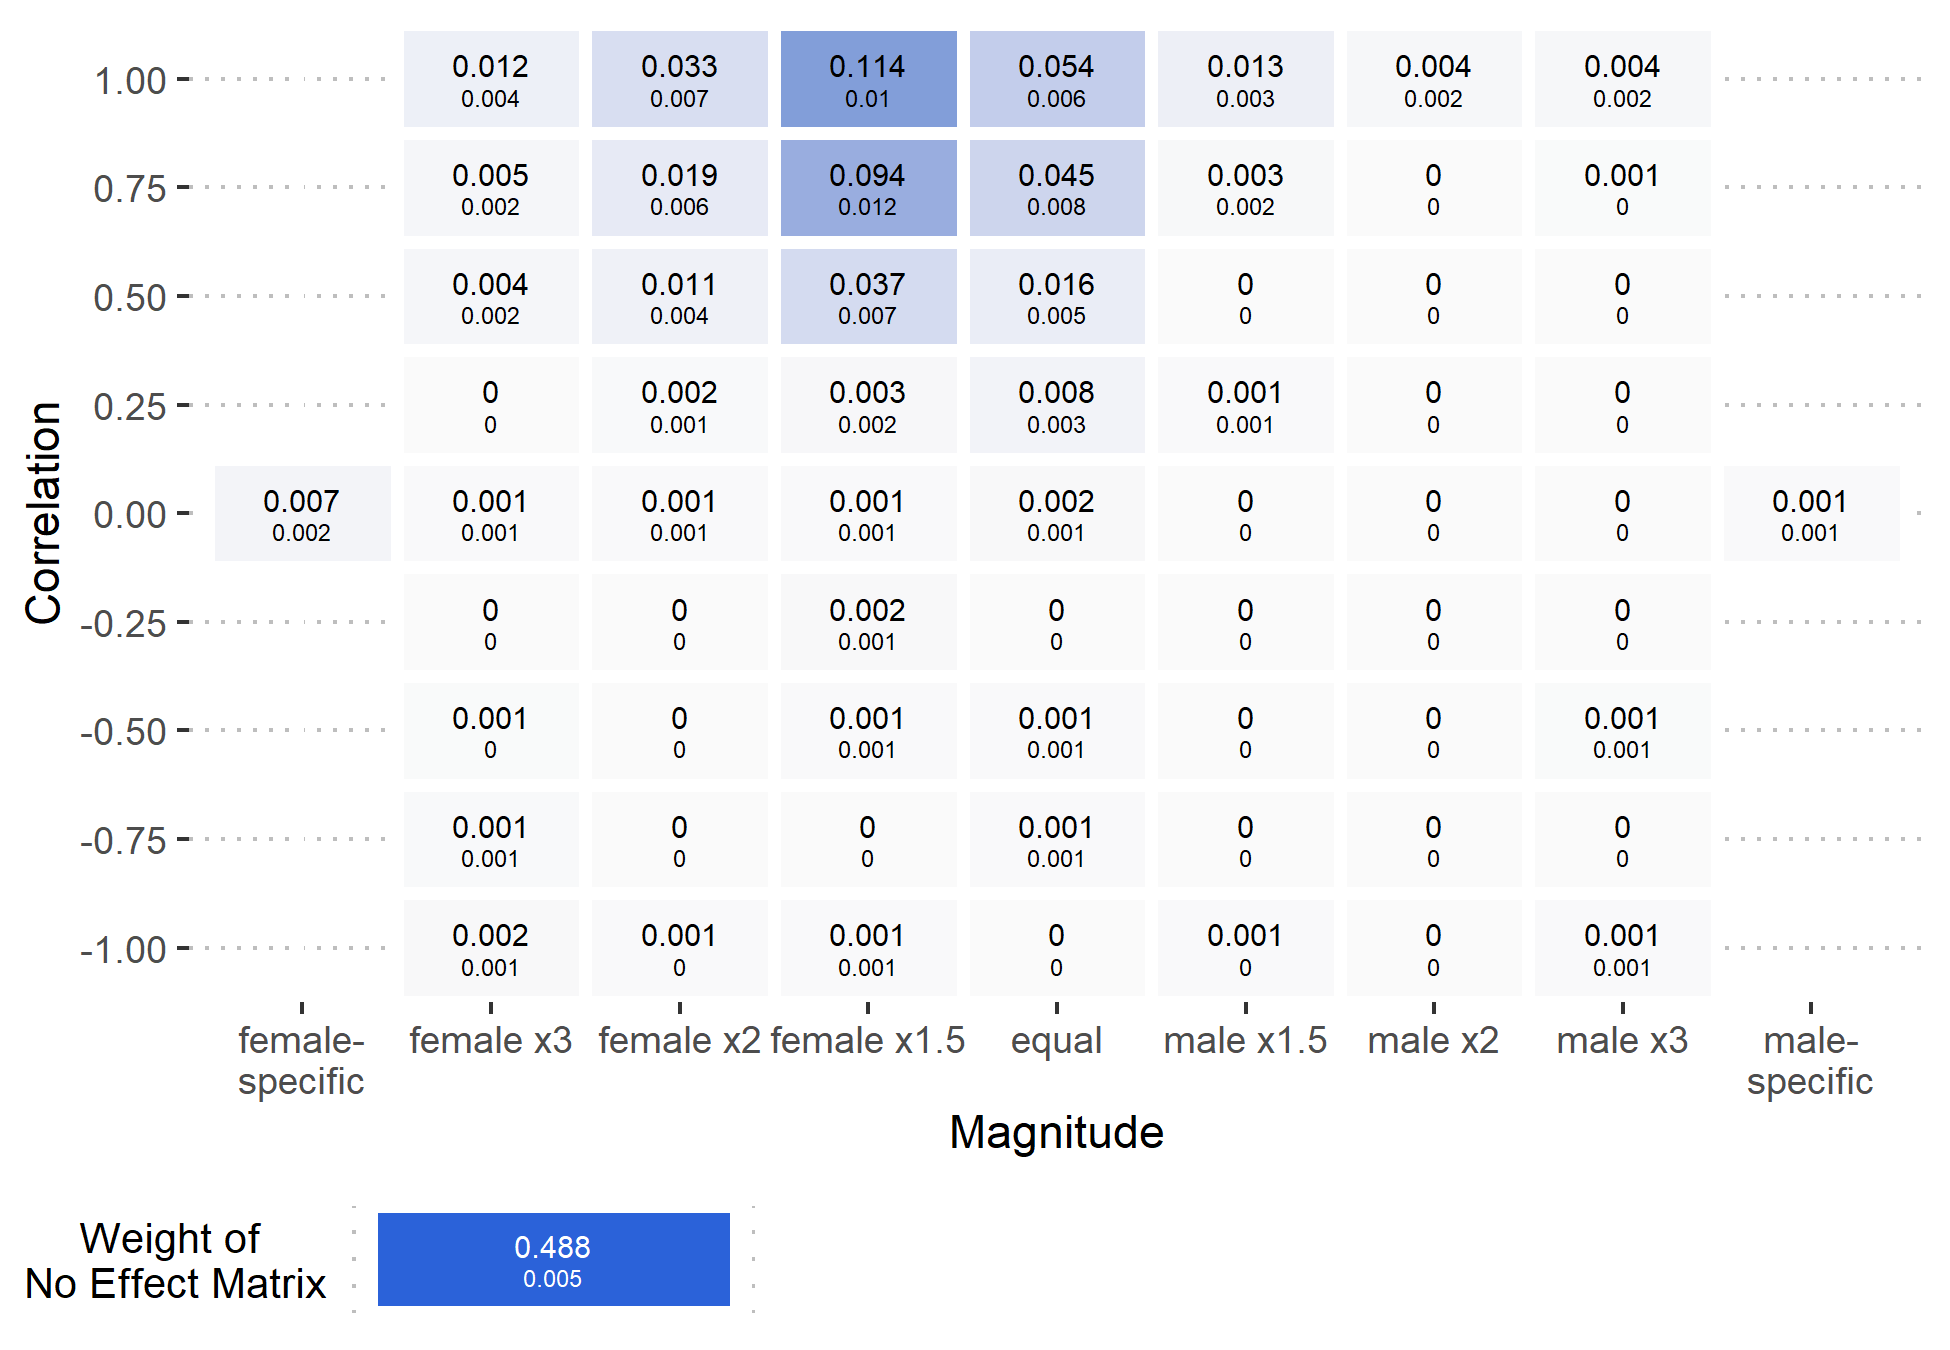 1.00 0.012 0.033 0.114 0.054 0.013 0.004 0.004
0.004 0.007 0.01 0.006 0.003 0.002 0.002
0.75 0.005 0.019 0.094 0.045 0.003 0 0.001
0.002 0.006 0.012 0.008 0.002 0 0
0.50 0.004 0.011 0.037 0.016 0 0 0
0.002 0.004 0.007 0.005 0 0 0
0.25 0 0.002 0.003 0.008 0.001 0 0
0 0.001 0.002 0.003 0.001 0 0
Correlation
0.00 0.007 0.001 0.001 0.001 0.002 0 0 0 0.001
0.002 0.001 0.001 0.001 0.001 0 0 0 0.001
-0.25 0 0 0.002 0 0 0 0
0 0 0.001 0 0 0 0
-0.50 0.001 0 0.001 0.001 0 0 0.001
0 0 0.001 0.001 0 0 0.001
-0.75 0.001 0 0 0.001 0 0 0
0.001 0 0 0.001 0 0 0
-1.00 0.002 0.001 0.001 0 0.001 0 0.001
0.001 0 0.001 0 0 0 0.001
female- female x3 female x2 female x1.5 equal male x1.5 male x2 male x3 male-
specific specific
Magnitude
Weight of
No Effect Matrix
0.488
0.005